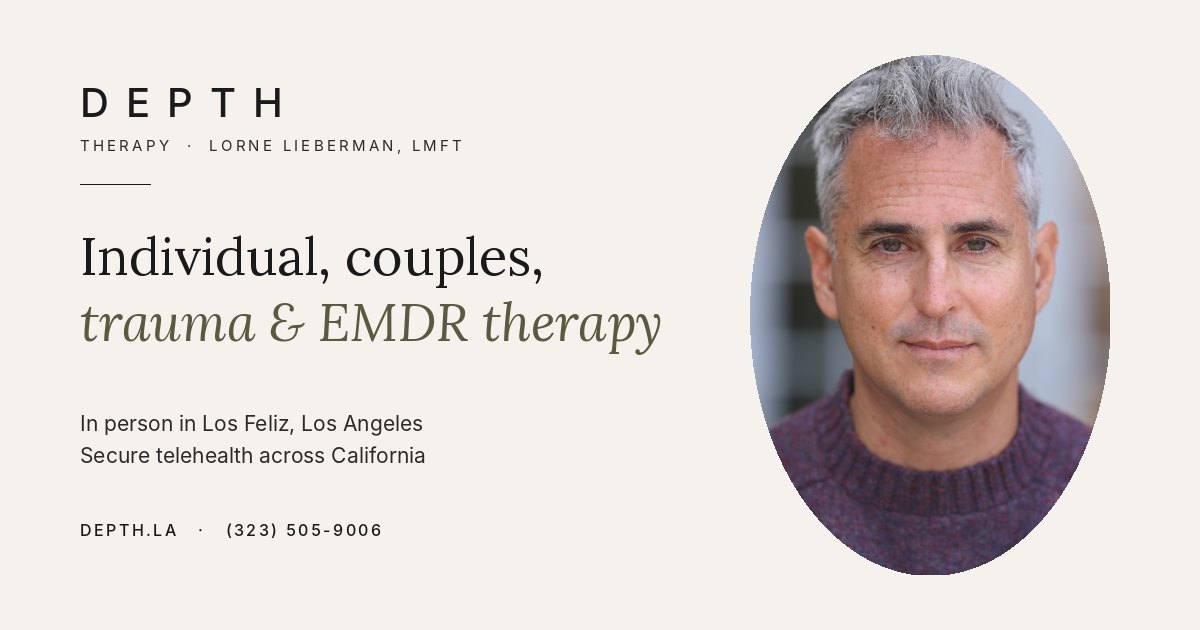 DEPTH
THERAPY · LORNE LIEBERMAN, LMFT
Individual, couples,
trauma & EMDR therapy
In person in Los Feliz, Los Angeles
Secure telehealth across California
DEPTH.LA · (323) 505-9006